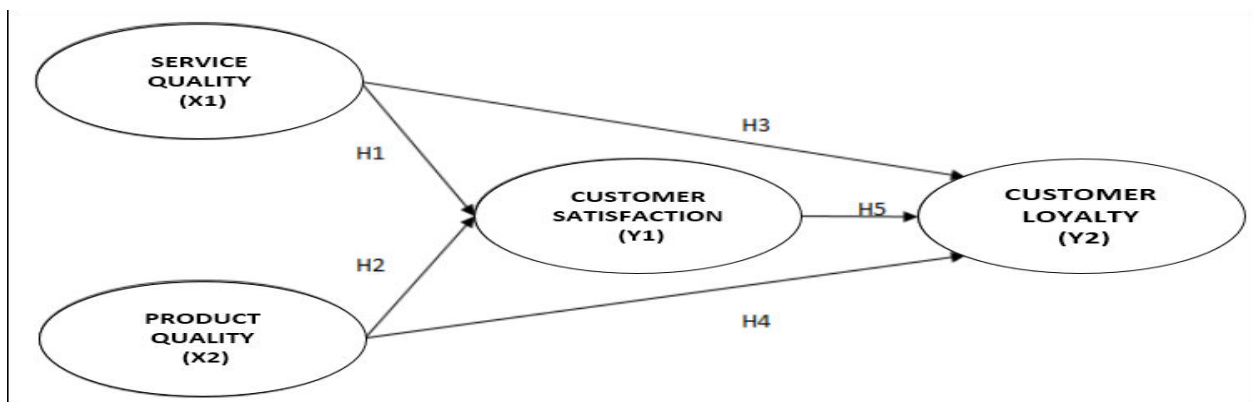 SERVICE
QUALITY
(X1)
H3
H1
CUSTOMER
SATISFACTION
(Y1)
H5
CUSTOMER
LOYALTY
(Y2)
H2
PRODUCT
QUALITY
(X2)
H4